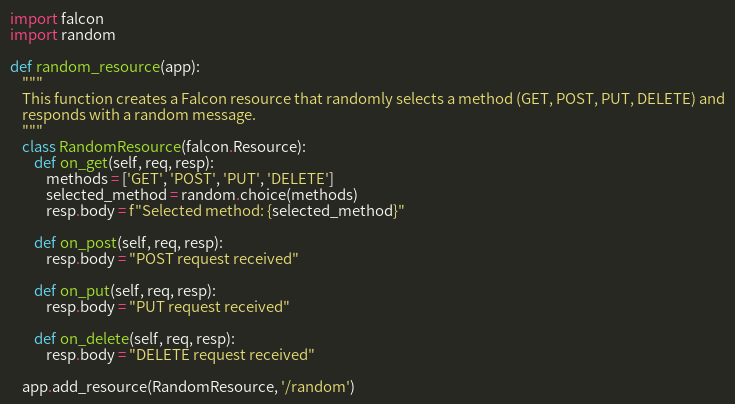 import falcon
import random

def random_resource(app):
    """
    This function creates a Falcon resource that randomly selects a method (GET, POST, PUT, DELETE) and
    responds with a random message.
    """
    class RandomResource(falcon.Resource):
        def on_get(self, req, resp):
            methods = ['GET', 'POST', 'PUT', 'DELETE']
            selected_method = random.choice(methods)
            resp.body = f"Selected method: {selected_method}"

        def on_post(self, req, resp):
            resp.body = "POST request received"

        def on_put(self, req, resp):
            resp.body = "PUT request received"

        def on_delete(self, req, resp):
            resp.body = "DELETE request received"

    app.add_resource(RandomResource, '/random')